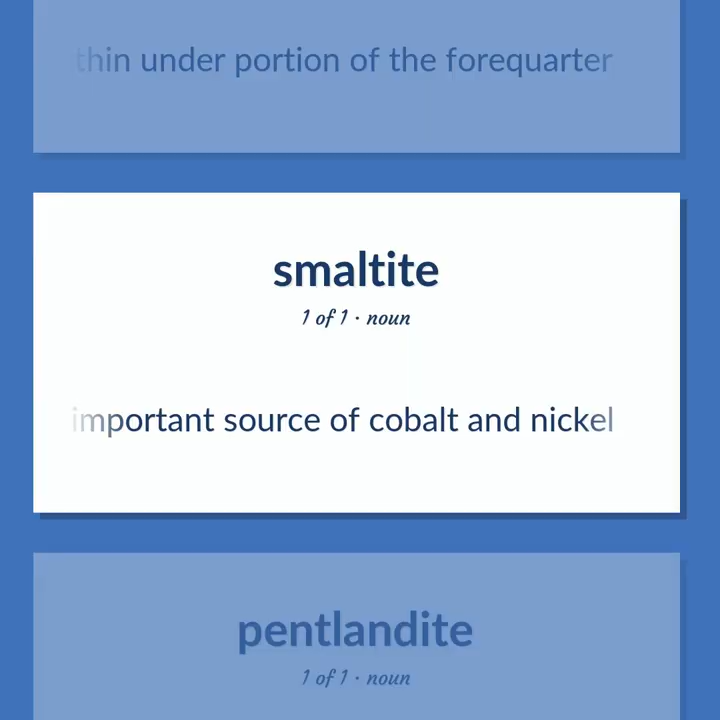 thin under portion of the forequarter
smaltite
1 of 1 · noun
important source of cobalt and nickel
pentlandite
1 of 1 · noun